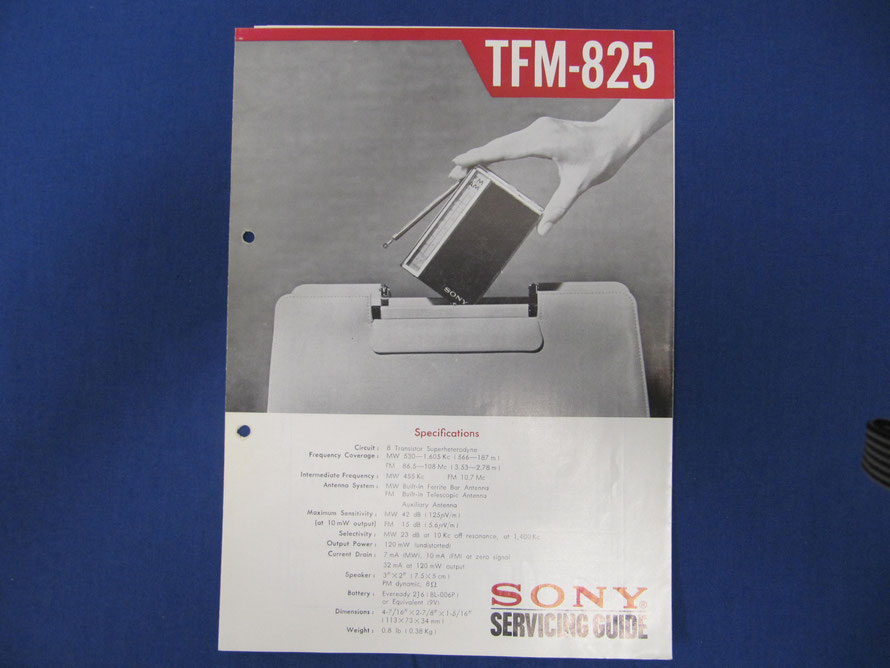 TFM-825
FM
AM
SONY
Specifications
Circuit : 8 Transistor Superheterodyne
Frequency Coverage : MW 530—1,605 Kc ( 566—187 m )
FM 86.5—108 Mc ( 3.53—2.78 m )
Intermediate Frequency : MW 455 Kc FM 10.7 Mc
Antenna System : MW Built-in Ferrite Bar Antenna
FM Built-in Telescopic Antenna
Auxiliary Antenna
Maximum Sensitivity : MW 42 dB ( 125μV/m )
(at 10 mW output) FM 15 dB ( 5.6μV/m )
Selectivity : MW 23 dB at 10 Kc off resonance, at 1,400 Kc
Output Power : 120 mW (undistorted)
Current Drain : 7 mA (MW), 10 mA (FM) at zero signal
32 mA at 120 mW output
Speaker : 3"×2" ( 7.5×5 cm )
PM dynamic, 8Ω
Battery : Eveready 216 ( BL-006P )
or Equivalent (9V)
Dimensions : 4-7/16"×2-7/8"×1-5/16"
( 113×73×34 mm )
Weight : 0.8 lb. ( 0.38 Kg )
SONY®
SERVICING GUIDE